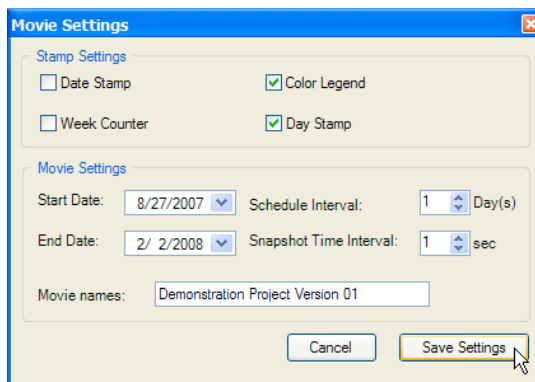 Movie Settings
Stamp Settings
Date Stamp Color Legend
Week Counter Day Stamp
Movie Settings
Start Date: 8/27/2007 Schedule Interval: 1 Day(s)
End Date: 2/ 2/2008 Snapshot Time Interval: 1 sec
Movie names: Demonstration Project Version 01
Cancel Save Settings